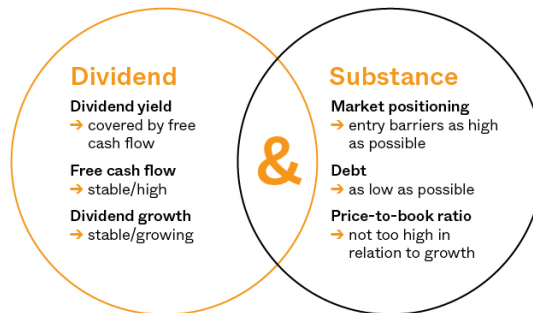 Dividend
Dividend yield
→ covered by free
cash flow
Free cash flow
→ stable/high
Dividend growth
→ stable/growing
&
Substance
Market positioning
→ entry barriers as high
as possible
Debt
→ as low as possible
Price-to-book ratio
→ not too high in
relation to growth